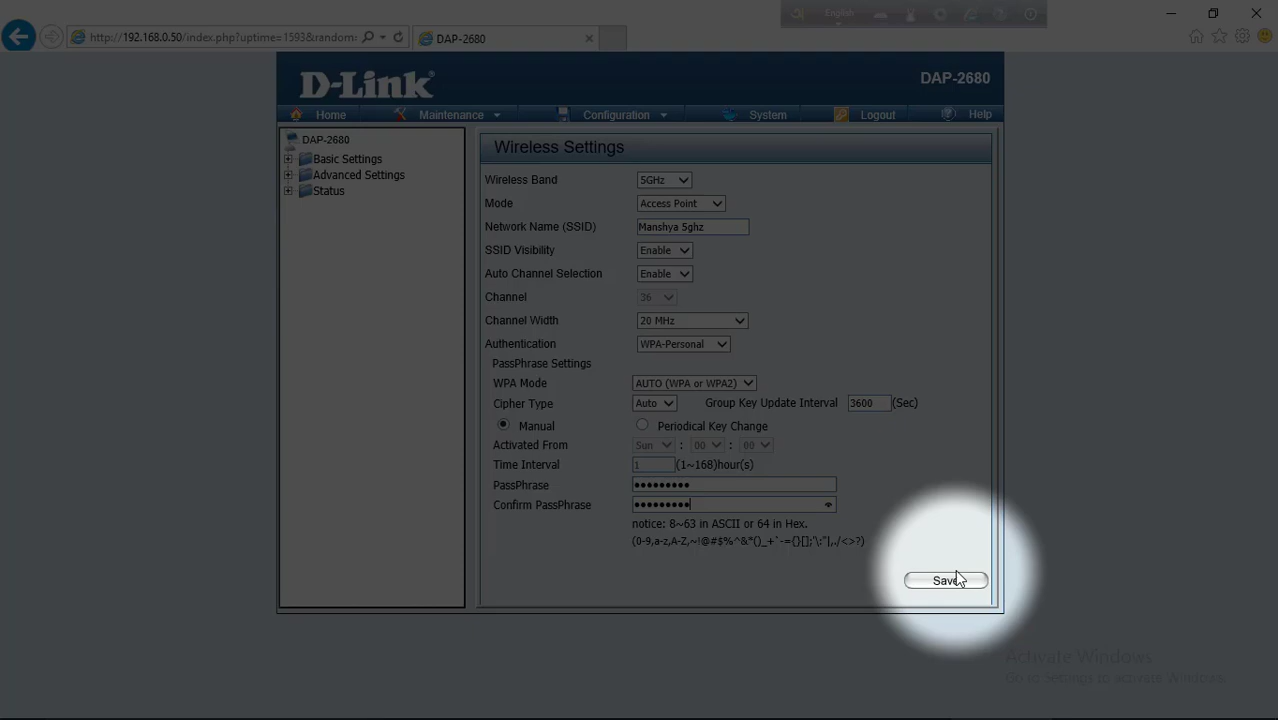 English
http://192.168.0.50/index.php?uptime=1593&random-
DAP-2680
D-Link
DAP-2680
Home
Maintenance
Configuration
System
Logout
Help
DAP-2680
Basic Settings
Advanced Settings
Status
Wireless Settings
Wireless Band 5GHz
Mode Access Point
Network Name (SSID) Manshya 5ghz
SSID Visibility Enable
Auto Channel Selection Enable
Channel 36
Channel Width 20 MHz
Authentication WPA-Personal
PassPhrase Settings
WPA Mode AUTO (WPA or WPA2)
Cipher Type Auto Group Key Update Interval 3600 (Sec)
Manual Periodical Key Change
Activated From Sun : 00 : 00
Time Interval 1 (1~168)hour(s)
PassPhrase •••••••••
Confirm PassPhrase •••••••••
notice: 8~63 in ASCII or 64 in Hex.
(0-9,a-z,A-Z,~!@#$%^&*()_+`-={}[];'\:"|,./<>?)
Save
Activate Windows
Go to Settings to activate Windows.